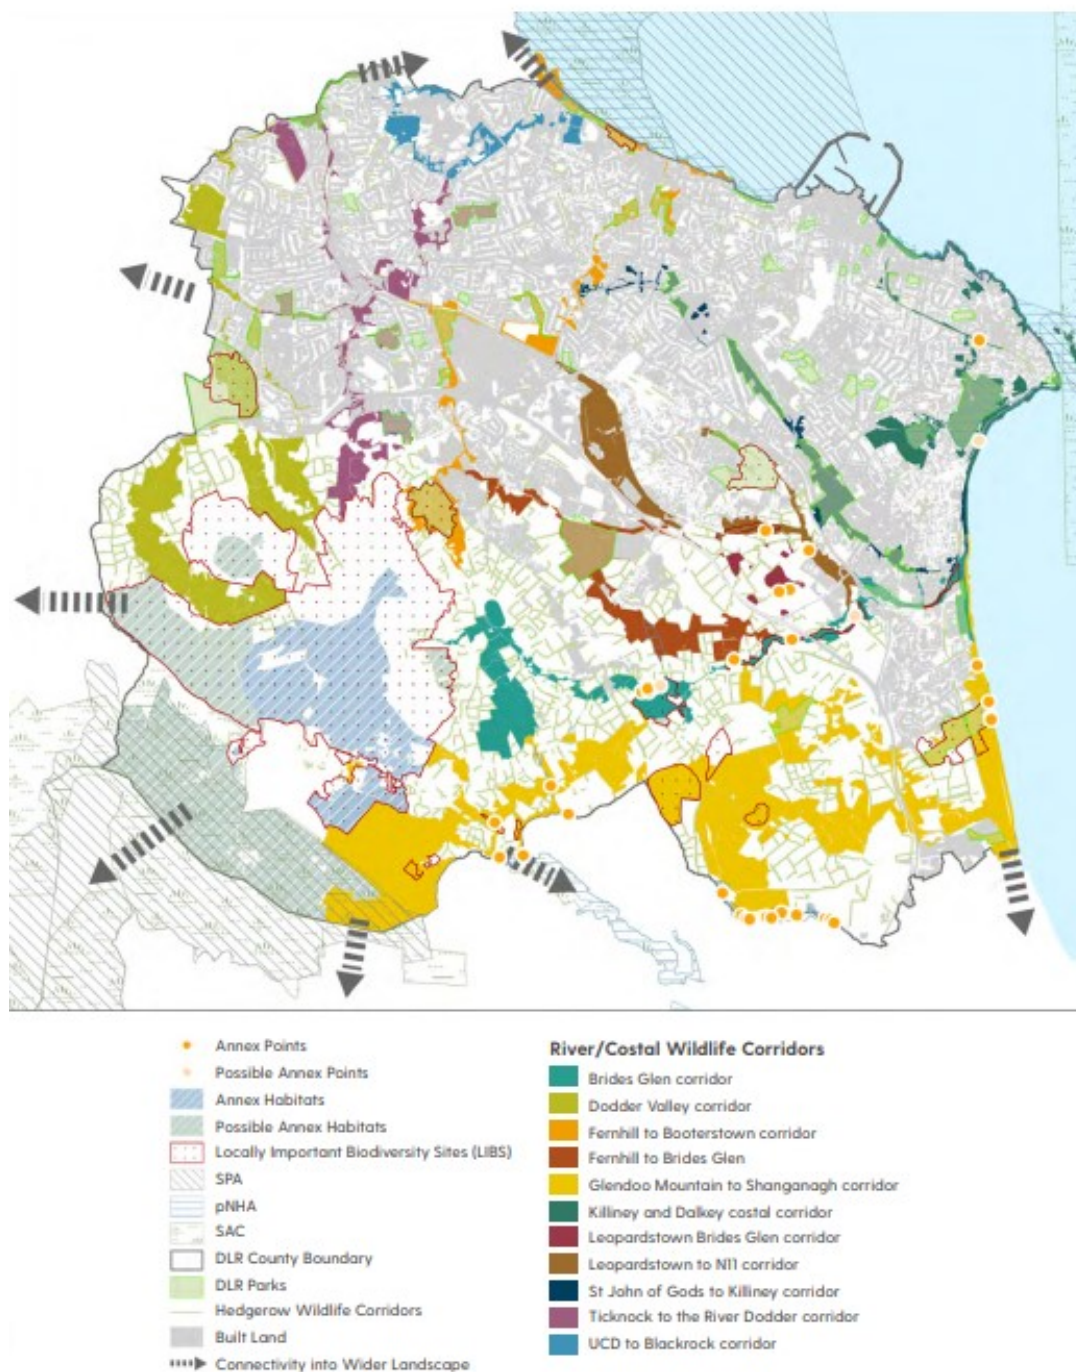 Annex Points
Possible Annex Points
Annex Habitats
Possible Annex Habitats
Locally Important Biodiversity Sites (LIBS)
SPA
pNHA
SAC
DLR County Boundary
DLR Parks
Hedgerow Wildlife Corridors
Built Land
Connectivity into Wider Landscape
River/Costal Wildlife Corridors
Brides Glen corridor
Dodder Valley corridor
Fernhill to Booterstown corridor
Fernhill to Brides Glen
Glendoo Mountain to Shanganagh corridor
Killiney and Dalkey costal corridor
Leopardstown Brides Glen corridor
Leopardstown to N11 corridor
St John of Gods to Killiney corridor
Ticknock to the River Dodder corridor
UCD to Blackrock corridor